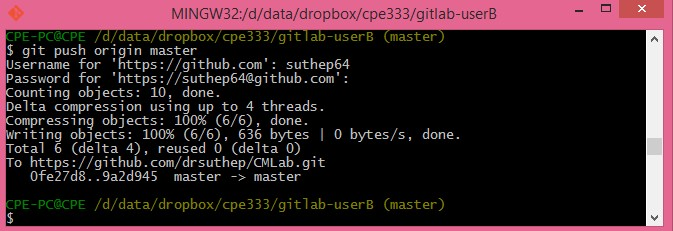 MINGW32:/d/data/dropbox/cpe333/gitlab-userB
CPE-PC@CPE /d/data/dropbox/cpe333/gitlab-userB (master)
$ git push origin master
Username for 'https://github.com': suthep64
Password for 'https://suthep64@github.com':
Counting objects: 10, done.
Delta compression using up to 4 threads.
Compressing objects: 100% (6/6), done.
Writing objects: 100% (6/6), 636 bytes | 0 bytes/s, done.
Total 6 (delta 4), reused 0 (delta 0)
To https://github.com/drsuthep/CMLab.git
   0fe27d8..9a2d945  master -> master
CPE-PC@CPE /d/data/dropbox/cpe333/gitlab-userB (master)
$